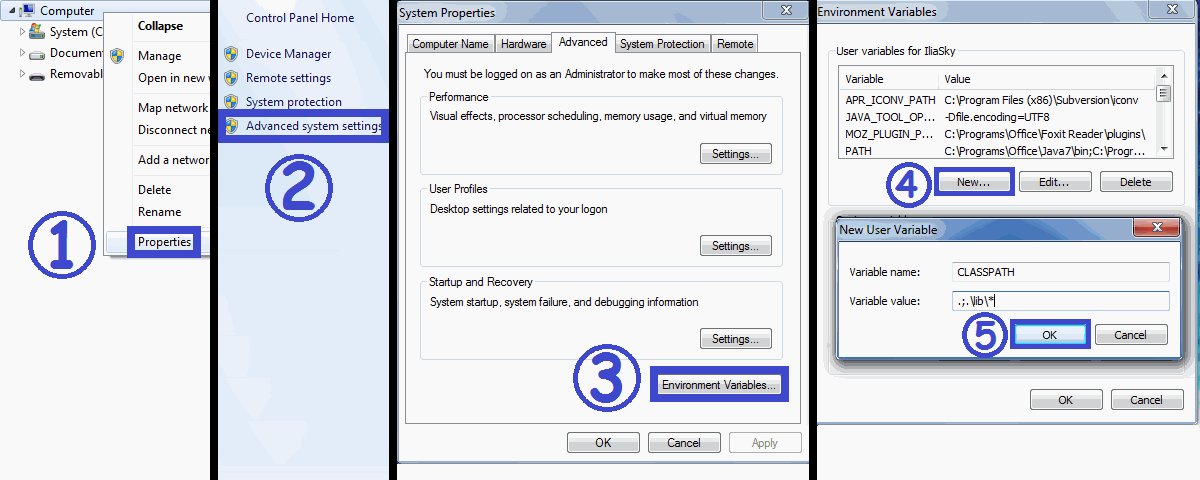 Computer
System (C
Documen
Removabl
Collapse
Manage
Open in new w
Map network
Disconnect ne
Add a networ
Delete
Rename
Properties
1
Control Panel Home
Device Manager
Remote settings
System protection
Advanced system settings
2
System Properties
Computer Name
Hardware
Advanced
System Protection
Remote
You must be logged on as an Administrator to make most of these changes.
Performance
Visual effects, processor scheduling, memory usage, and virtual memory
Settings...
User Profiles
Desktop settings related to your logon
Settings...
Startup and Recovery
System startup, system failure, and debugging information
Settings...
3
Environment Variables...
OK
Cancel
Apply
Environment Variables
User variables for IliaSky
Variable Value
APR_ICONV_PATH C:\Program Files (x86)\Subversion\iconv
JAVA_TOOL_OP... -Dfile.encoding=UTF8
MOZ_PLUGIN_P... C:\Programs\Office\Foxit Reader\plugins\
PATH C:\Programs\Office\Java7\bin;C:\Progr...
4
New...
Edit...
Delete
New User Variable
Variable name: CLASSPATH
Variable value: .;.\lib\*
5
OK
Cancel
OK
Cancel